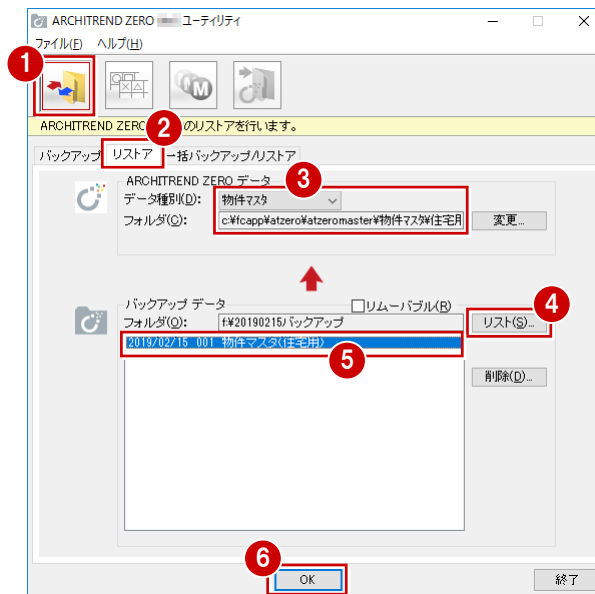 ARCHITREND ZERO ユーティリティ
ファイル(F) ヘルプ(H)
1
ARCHITREND ZERO のリストアを行います。
2
バックアップ リストア 一括バックアップ/リストア
ARCHITREND ZERO データ
3
データ種別(D): 物件マスタ
フォルダ(C): c:¥fcapp¥atzero¥atzeromaster¥物件マスタ¥住宅用 変更...
バックアップ データ リムーバブル(R)
4
フォルダ(O): f:¥20190215バックアップ リスト(S)...
2019/02/15 001 物件マスタ(住宅用)
5
削除(D)...
6
OK 終了